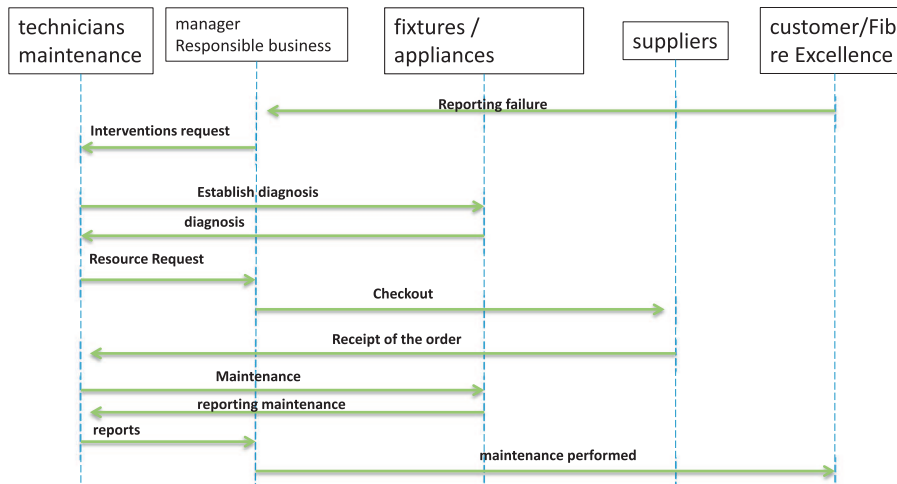 technicians
maintenance
manager
Responsible business
fixtures /
appliances
suppliers
customer/Fib
re Excellence
Reporting failure
Interventions request
Establish diagnosis
diagnosis
Resource Request
Checkout
Receipt of the order
Maintenance
reporting maintenance
reports
maintenance performed